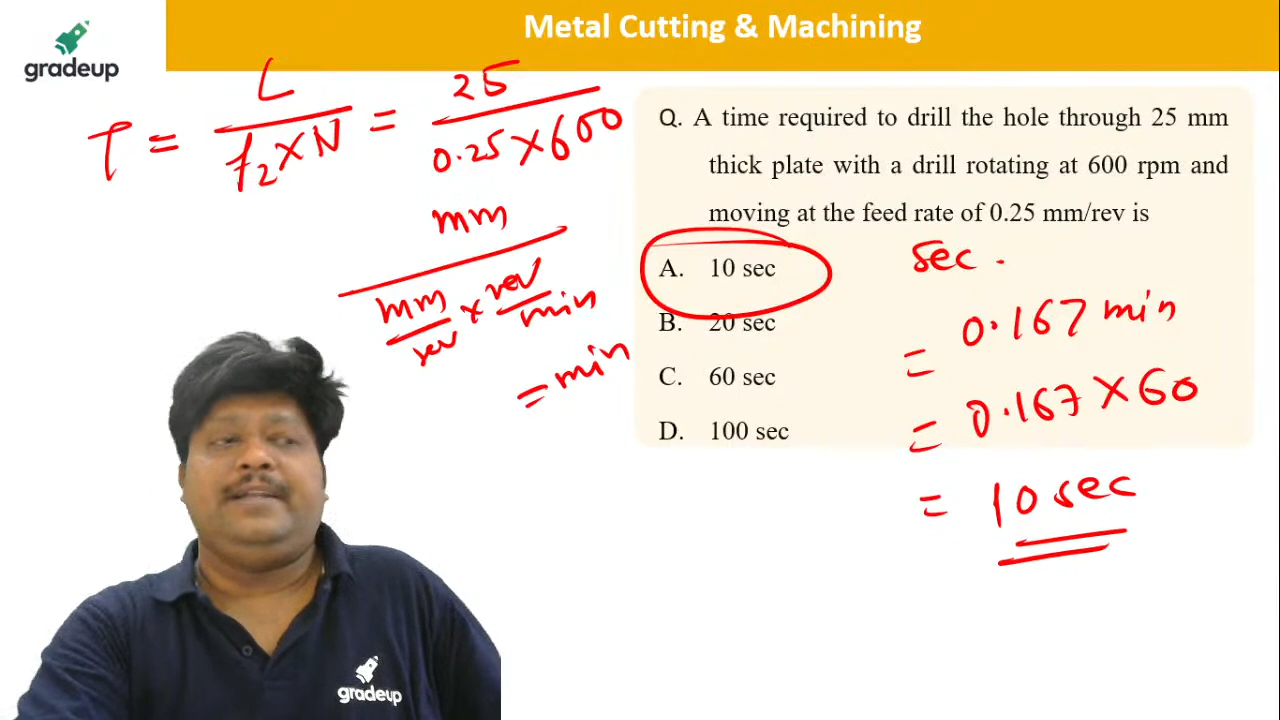 Metal Cutting & Machining
gradeup
T = L / f₂ × N = 25 / 0.25 × 600
mm / mm/rev × rev/min
= min
Q. A time required to drill the hole through 25 mm
thick plate with a drill rotating at 600 rpm and
moving at the feed rate of 0.25 mm/rev is
A. 10 sec
B. 20 sec
C. 60 sec
D. 100 sec
sec.
= 0.167 min
= 0.167 × 60
= 10 sec
gradeup